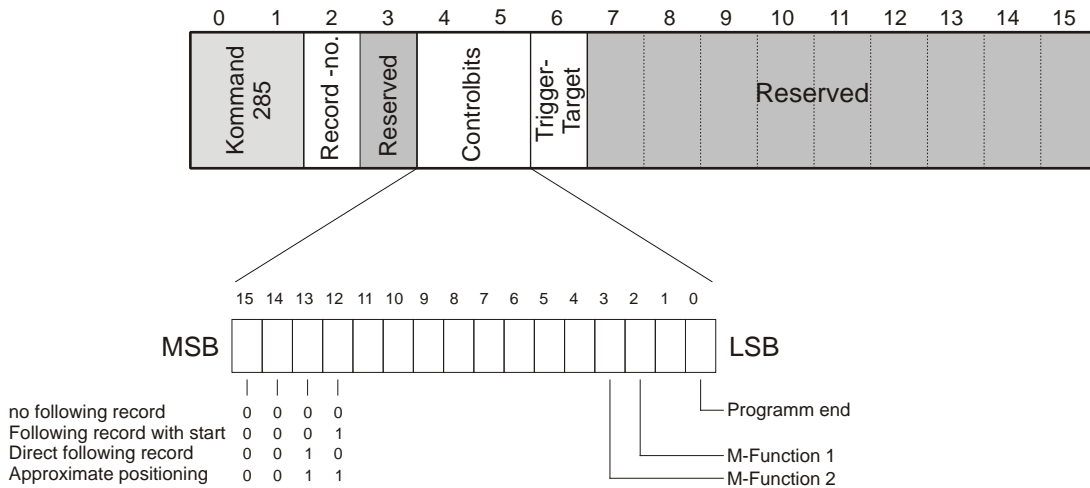 0 1 2 3 4 5 6 7 8 9 10 11 12 13 14 15
Kommand
285
Record -no.
Reserved
Controlbits
Trigger-
Target
Reserved
15 14 13 12 11 10 9 8 7 6 5 4 3 2 1 0
MSB
LSB
no following record 0 0 0 0
Following record with start 0 0 0 1
Direct following record 0 0 1 0
Approximate positioning 0 0 1 1
Programm end
M-Function 1
M-Function 2